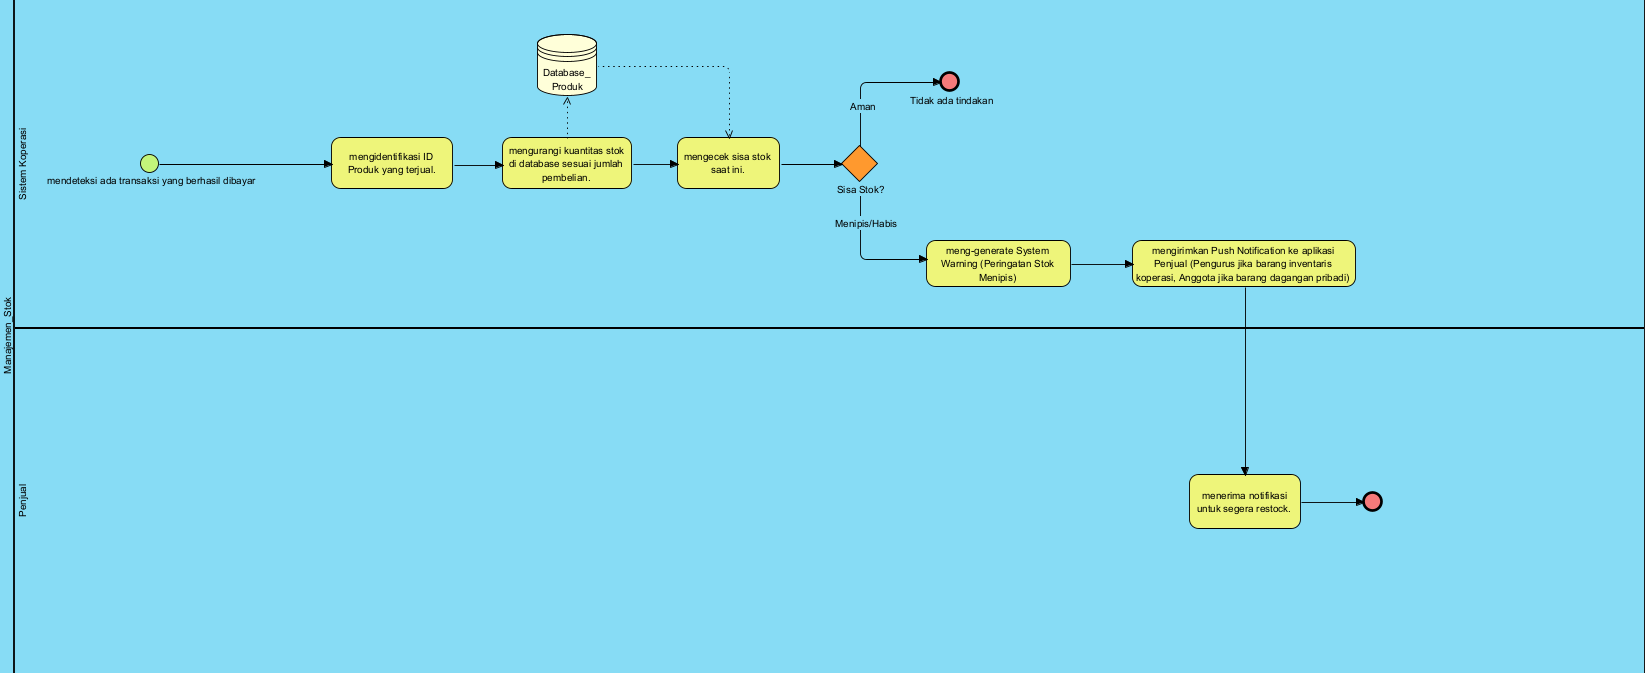 Manajemen_Stok
Sistem Koperasi
Database_
Produk
Tidak ada tindakan
Aman
mendeteksi ada transaksi yang berhasil dibayar
mengidentifikasi ID
Produk yang terjual.
mengurangi kuantitas stok
di database sesuai jumlah
pembelian.
mengecek sisa stok
saat ini.
Sisa Stok?
Menipis/Habis
meng-generate System
Warning (Peringatan Stok
Menipis)
mengirimkan Push Notification ke aplikasi
Penjual (Pengurus jika barang inventaris
koperasi, Anggota jika barang dagangan pribadi)
Penjual
menerima notifikasi
untuk segera restock.